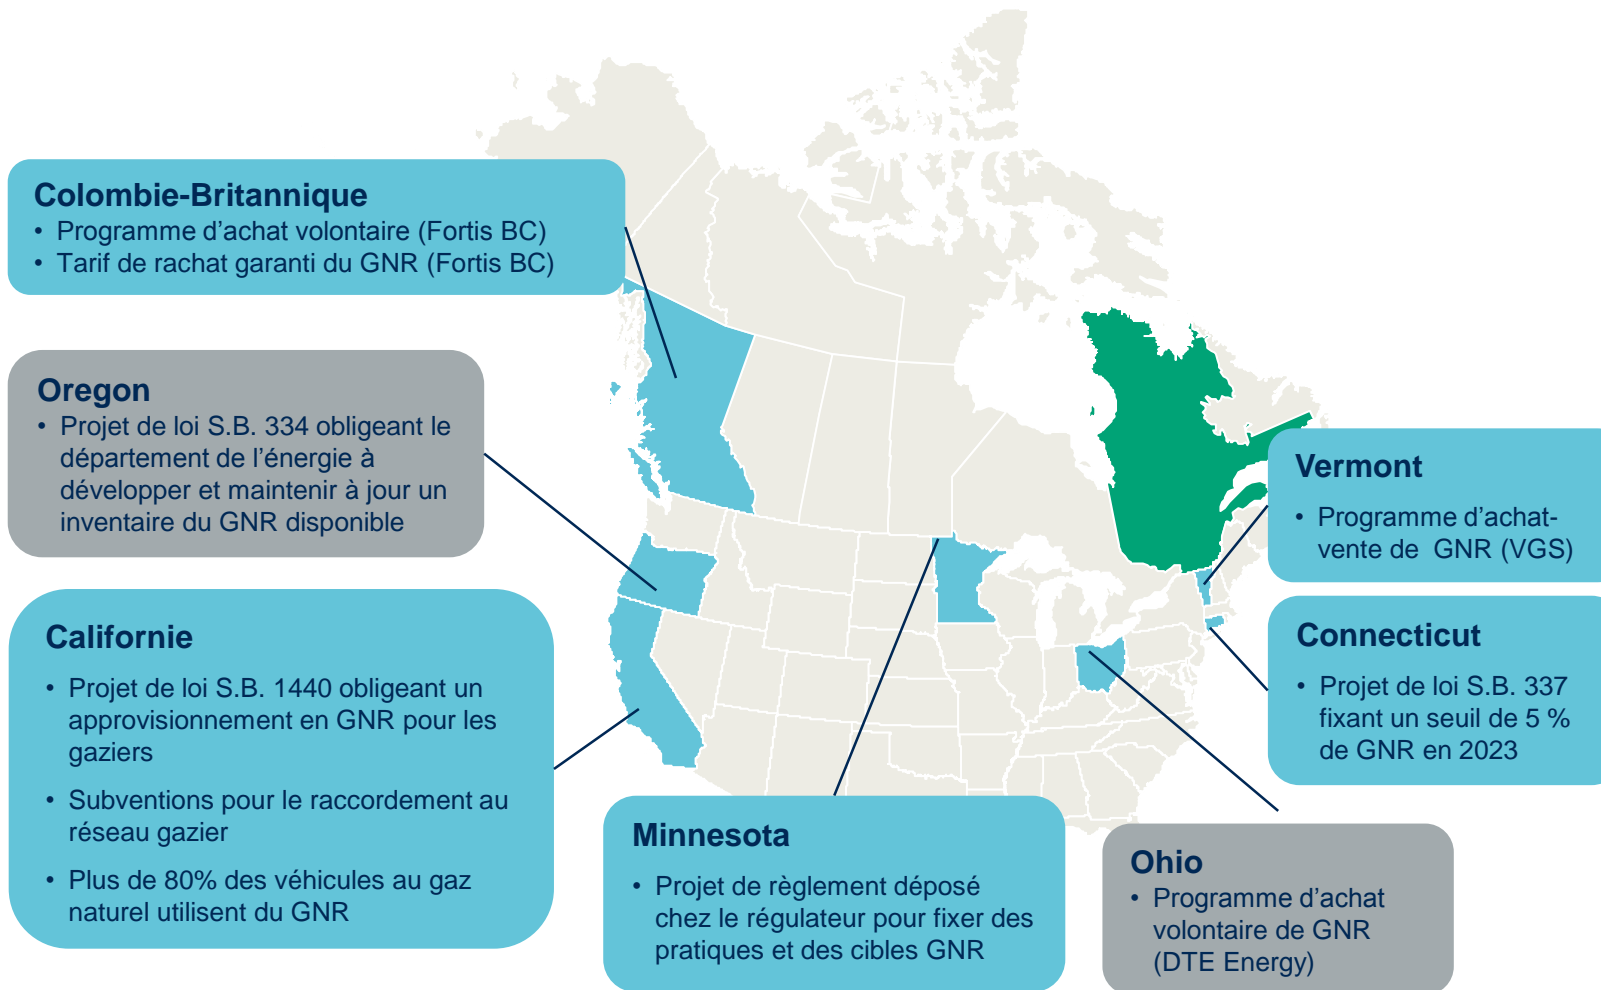 Colombie-Britannique
• Programme d'achat volontaire (Fortis BC)
• Tarif de rachat garanti du GNR (Fortis BC)
Oregon
• Projet de loi S.B. 334 obligeant le
département de l'énergie à
développer et maintenir à jour un
inventaire du GNR disponible
Californie
• Projet de loi S.B. 1440 obligeant un
approvisionnement en GNR pour les
gaziers
• Subventions pour le raccordement au
réseau gazier
• Plus de 80% des véhicules au gaz
naturel utilisent du GNR
Minnesota
• Projet de règlement déposé
chez le régulateur pour fixer des
pratiques et des cibles GNR
Ohio
• Programme d'achat
volontaire de GNR
(DTE Energy)
Vermont
• Programme d'achat-
vente de GNR (VGS)
Connecticut
• Projet de loi S.B. 337
fixant un seuil de 5 %
de GNR en 2023